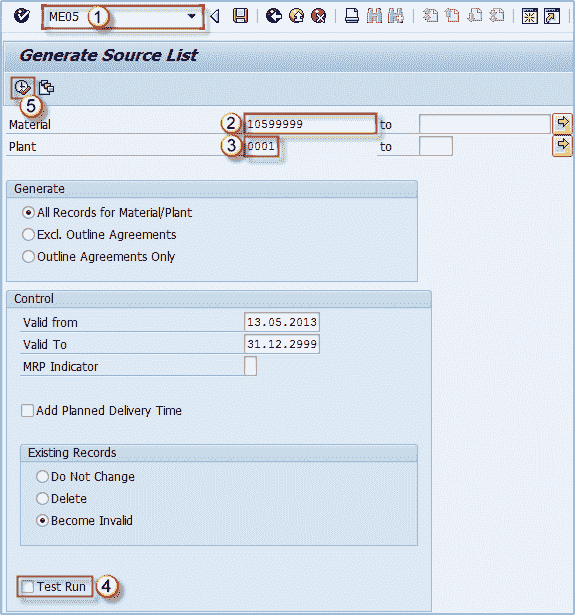 ME05 1
Generate Source List
5
Material 2 10599999 to
Plant 3 0001 to
Generate
All Records for Material/Plant
Excl. Outline Agreements
Outline Agreements Only
Control
Valid from 13.05.2013
Valid To 31.12.2999
MRP Indicator
Add Planned Delivery Time
Existing Records
Do Not Change
Delete
Become Invalid
Test Run 4